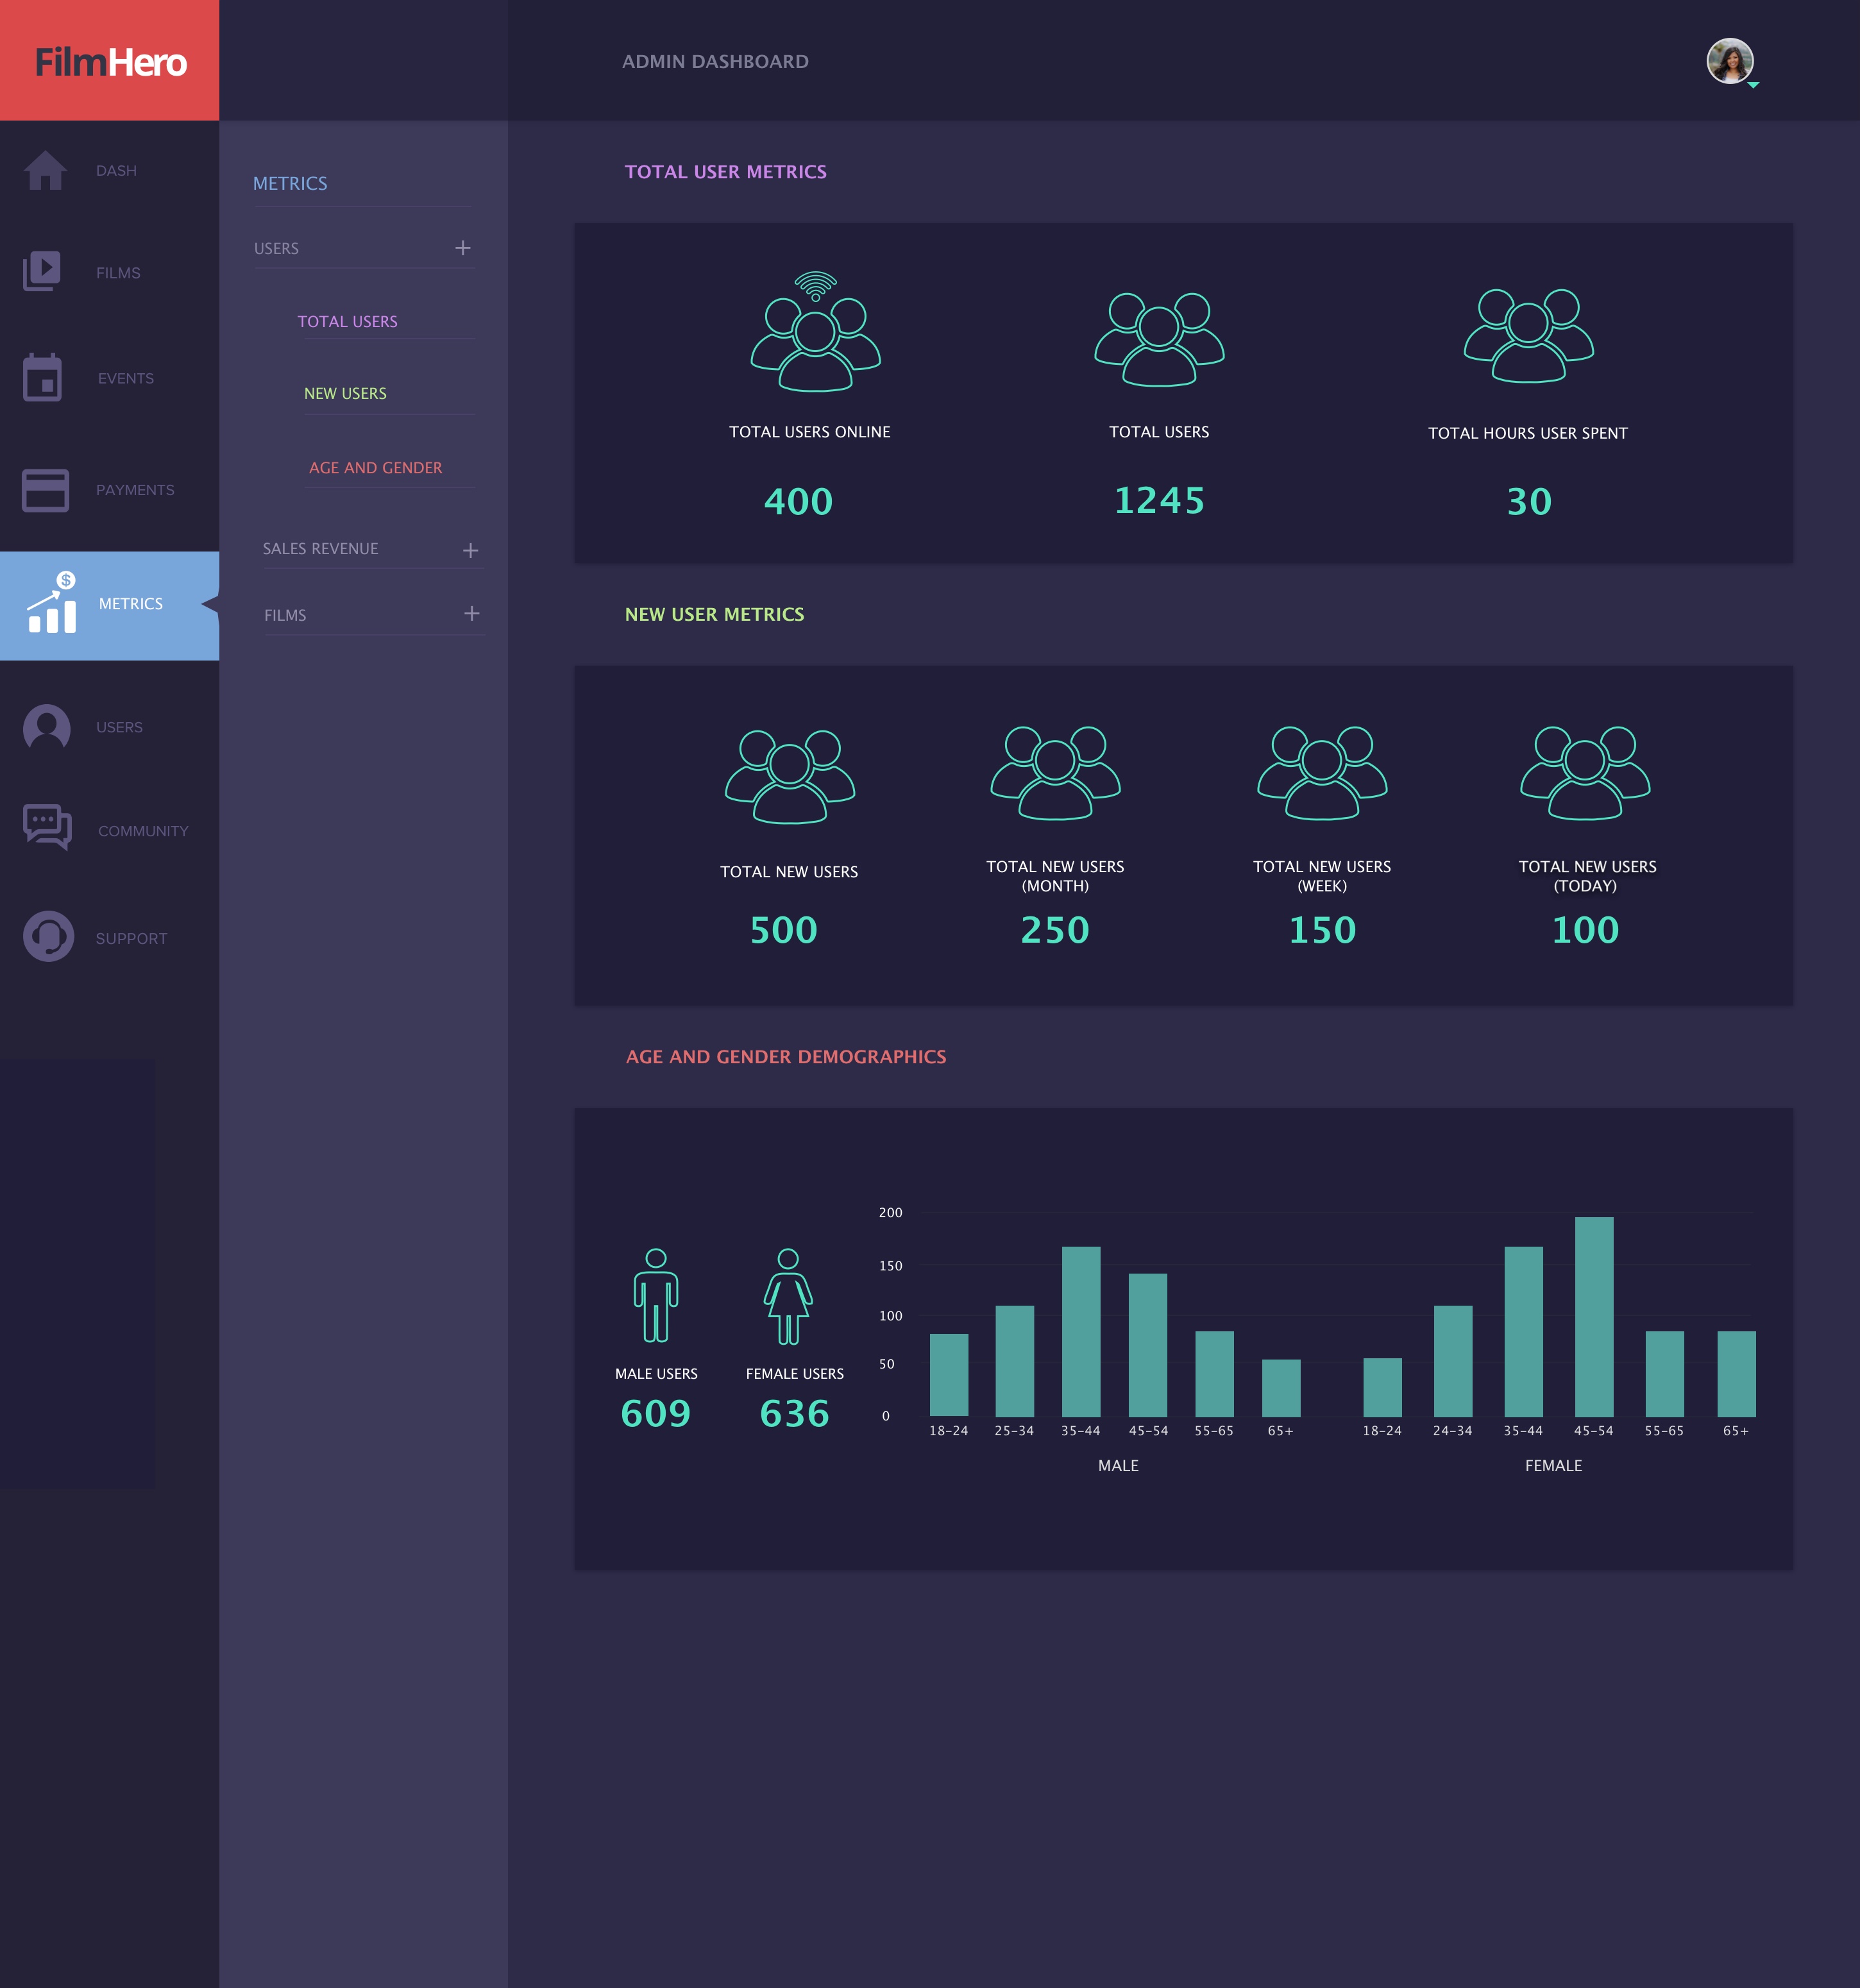 FilmHero
ADMIN DASHBOARD
DASH
FILMS
EVENTS
PAYMENTS
$
METRICS
USERS
COMMUNITY
SUPPORT
METRICS
USERS +
TOTAL USERS
NEW USERS
AGE AND GENDER
SALES REVENUE +
FILMS +
TOTAL USER METRICS
TOTAL USERS ONLINE
400
TOTAL USERS
1245
TOTAL HOURS USER SPENT
30
NEW USER METRICS
TOTAL NEW USERS
500
TOTAL NEW USERS
(MONTH)
250
TOTAL NEW USERS
(WEEK)
150
TOTAL NEW USERS
(TODAY)
100
AGE AND GENDER DEMOGRAPHICS
MALE USERS
609
FEMALE USERS
636
200
150
100
50
0
18-24 25-34 35-44 45-54 55-65 65+
MALE
18-24 24-34 35-44 45-54 55-65 65+
FEMALE